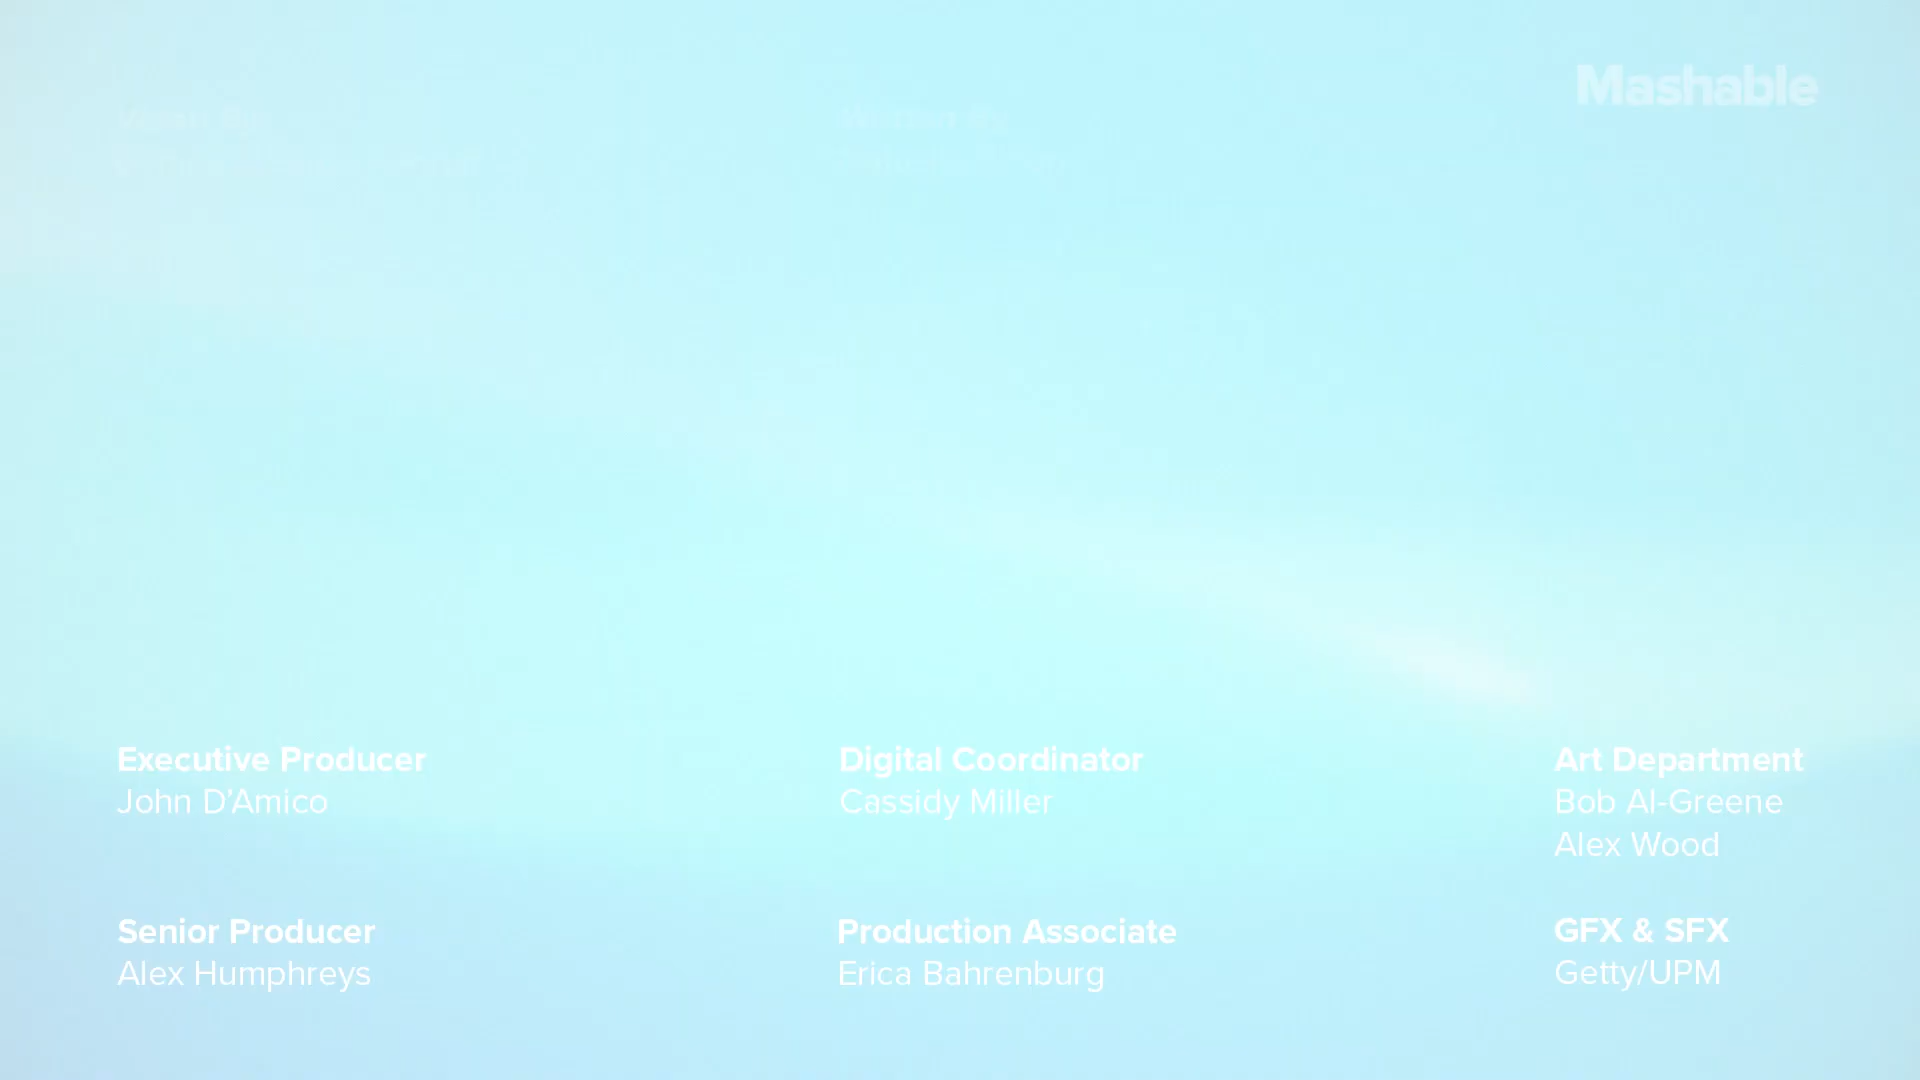 Mashable
Executive Producer
John D’Amico
Digital Coordinator
Cassidy Miller
Art Department
Bob Al-Greene
Alex Wood
Senior Producer
Alex Humphreys
Production Associate
Erica Bahrenburg
GFX & SFX
Getty/UPM